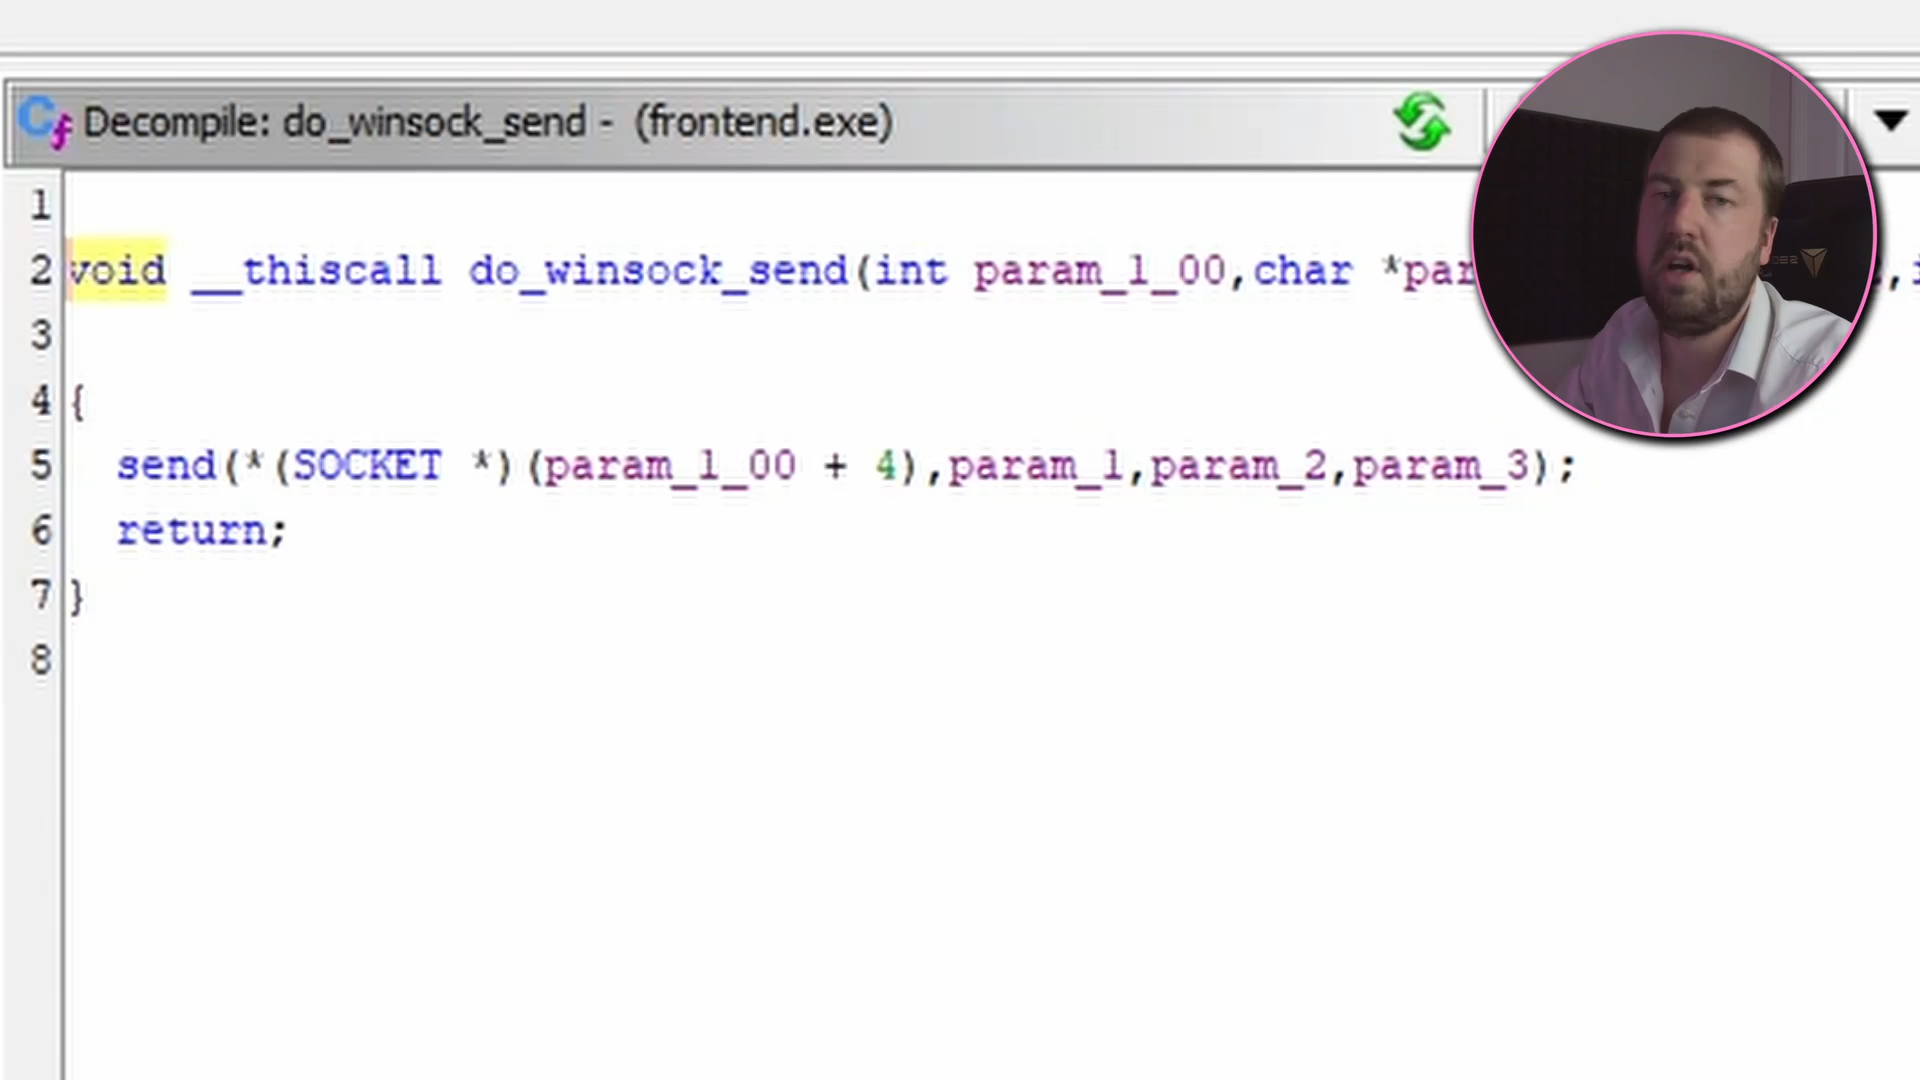 Decompile: do_winsock_send - (frontend.exe)
1
2 void __thiscall do_winsock_send(int param_1_00,char *par
3
4 {
5 send(*(SOCKET *)(param_1_00 + 4),param_1,param_2,param_3);
6 return;
7 }
8